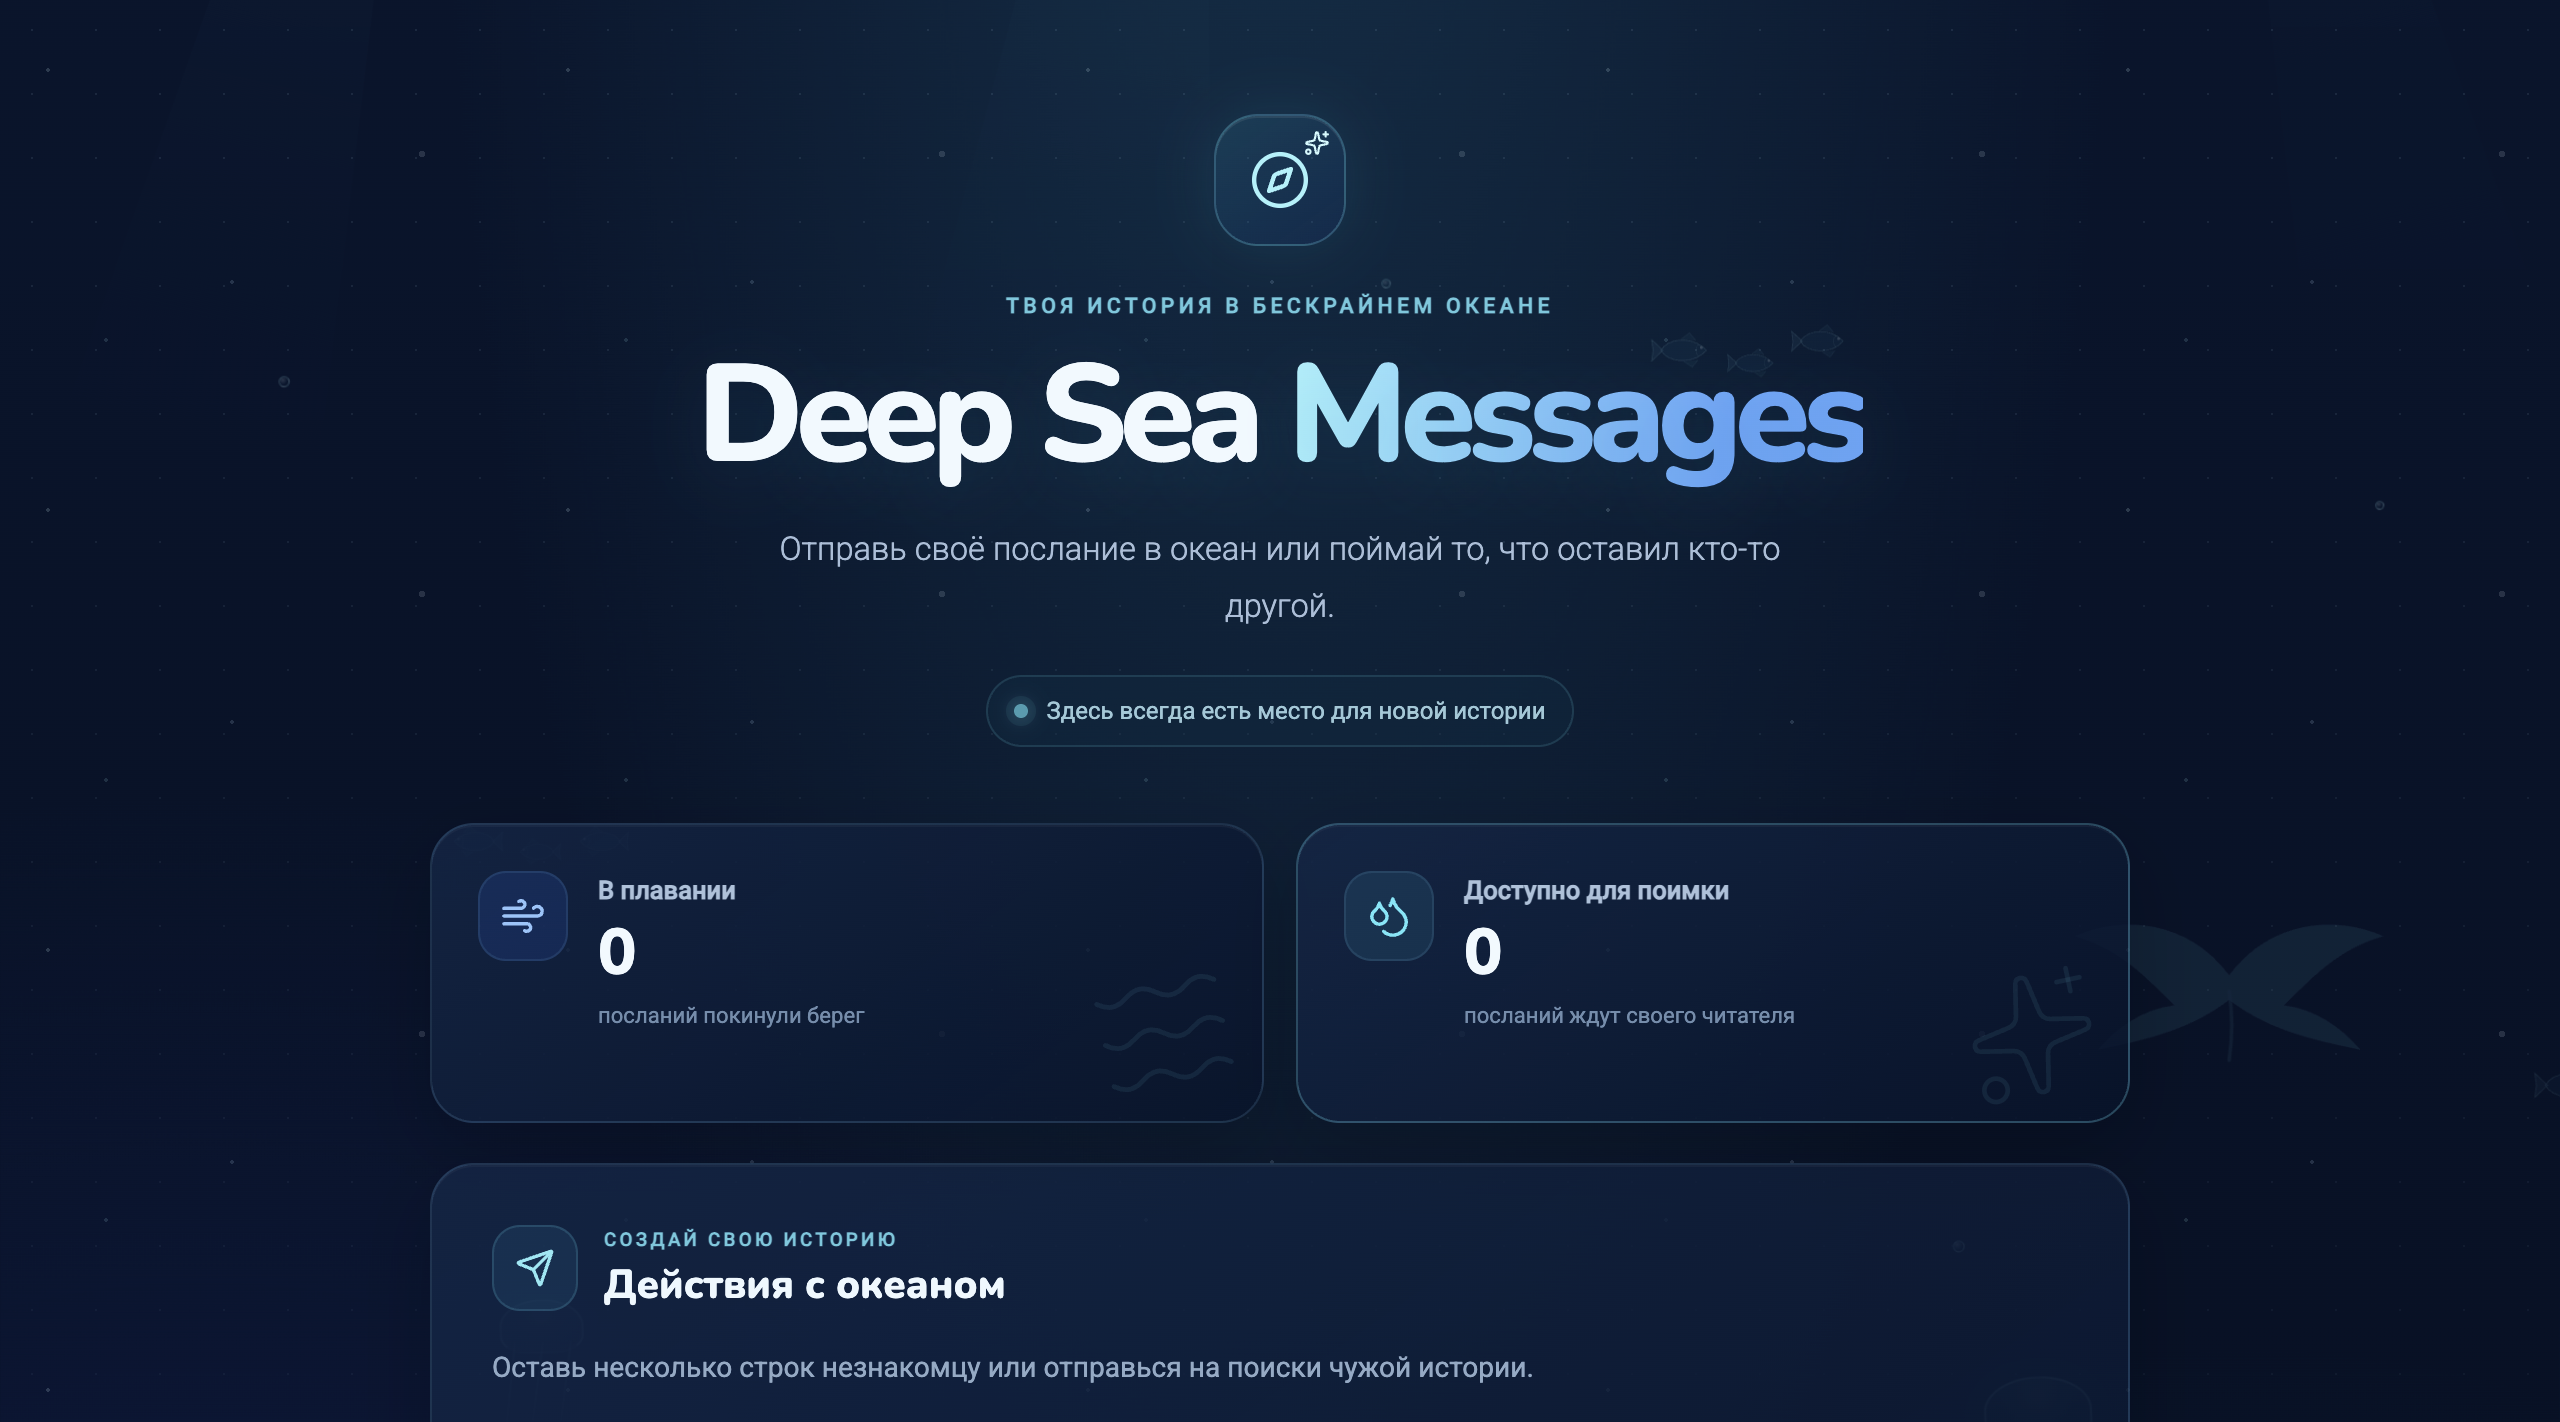 ТВОЯ ИСТОРИЯ В БЕСКРАЙНЕМ ОКЕАНЕ
Deep Sea Messages
Отправь своё послание в океан или поймай то, что оставил кто-то
другой.
Здесь всегда есть место для новой истории
В плавании
0
посланий покинули берег
Доступно для поимки
0
посланий ждут своего читателя
СОЗДАЙ СВОЮ ИСТОРИЮ
Действия с океаном
Оставь несколько строк незнакомцу или отправься на поиски чужой истории.